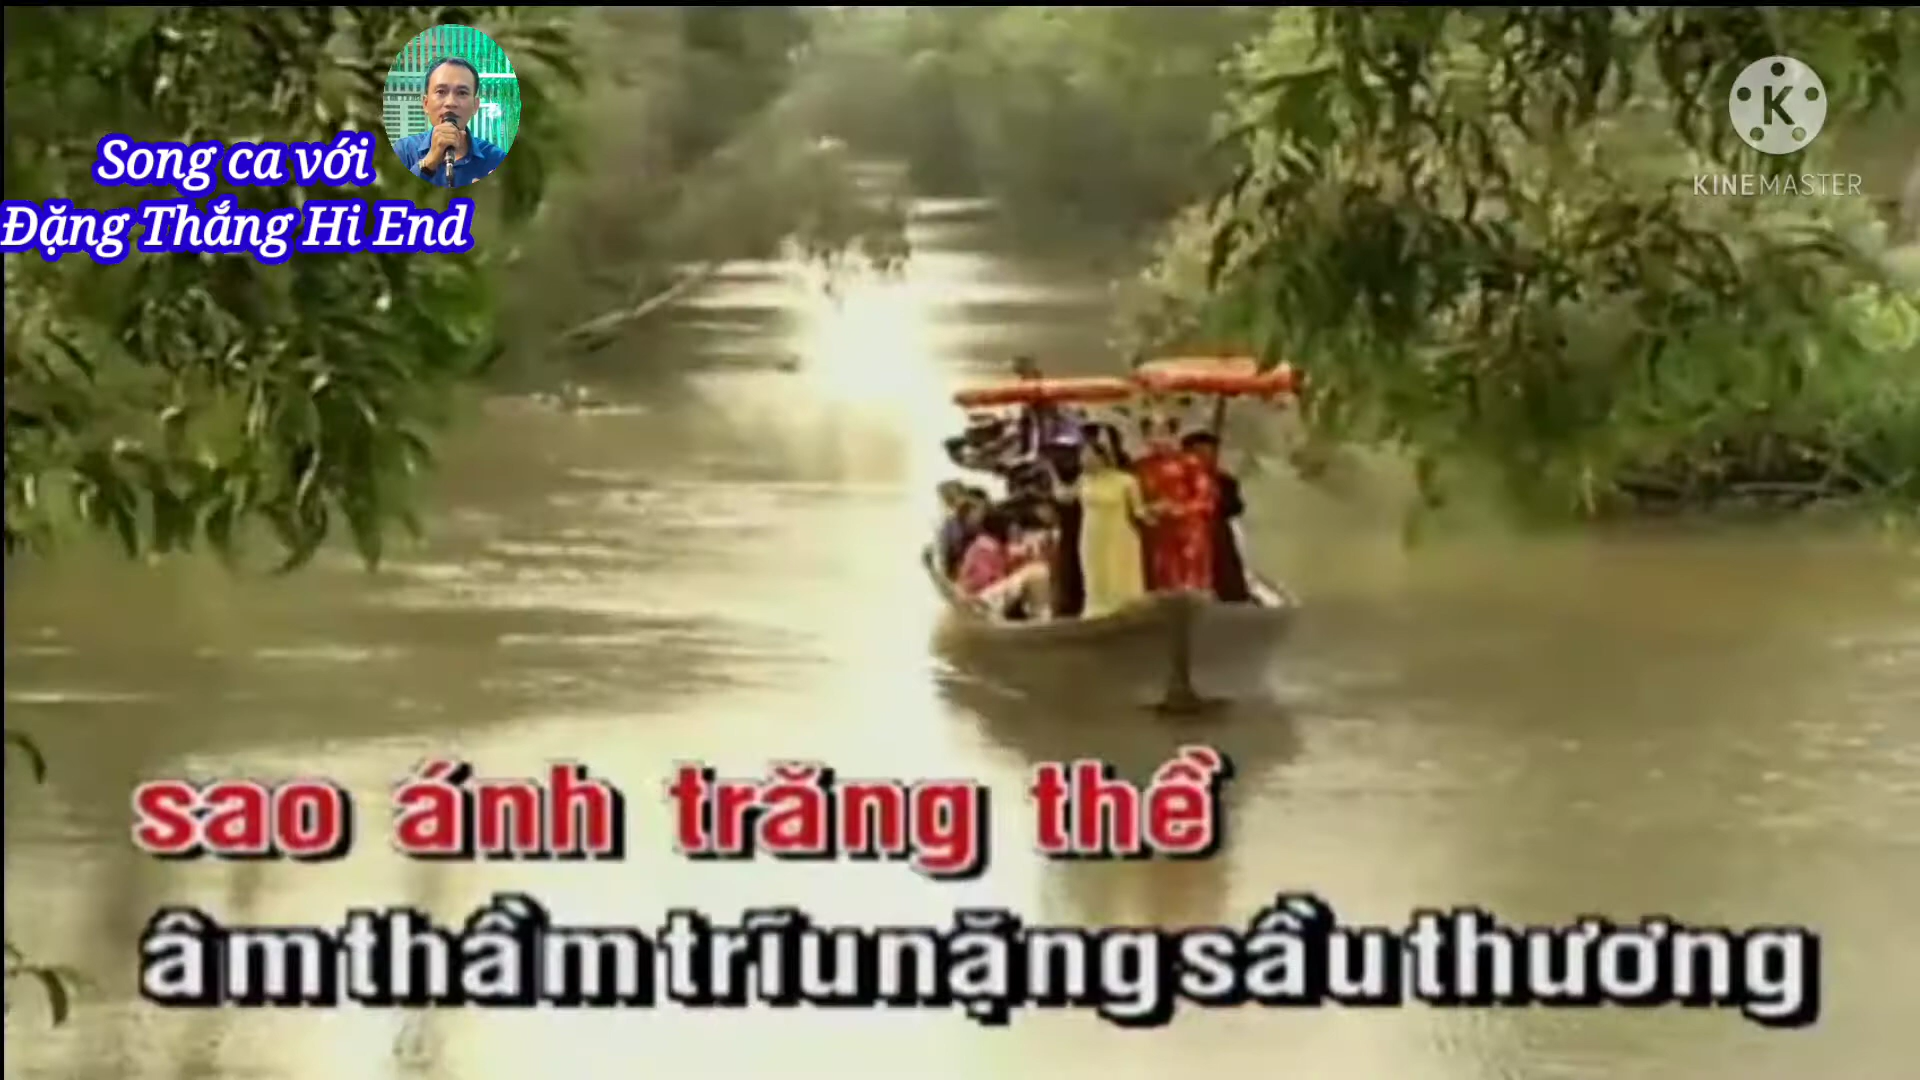 Song ca với
Đặng Thắng Hi End
K
KINEMASTER
sao ánh trăng thề
âm thầm trĩu nặng sầu thương